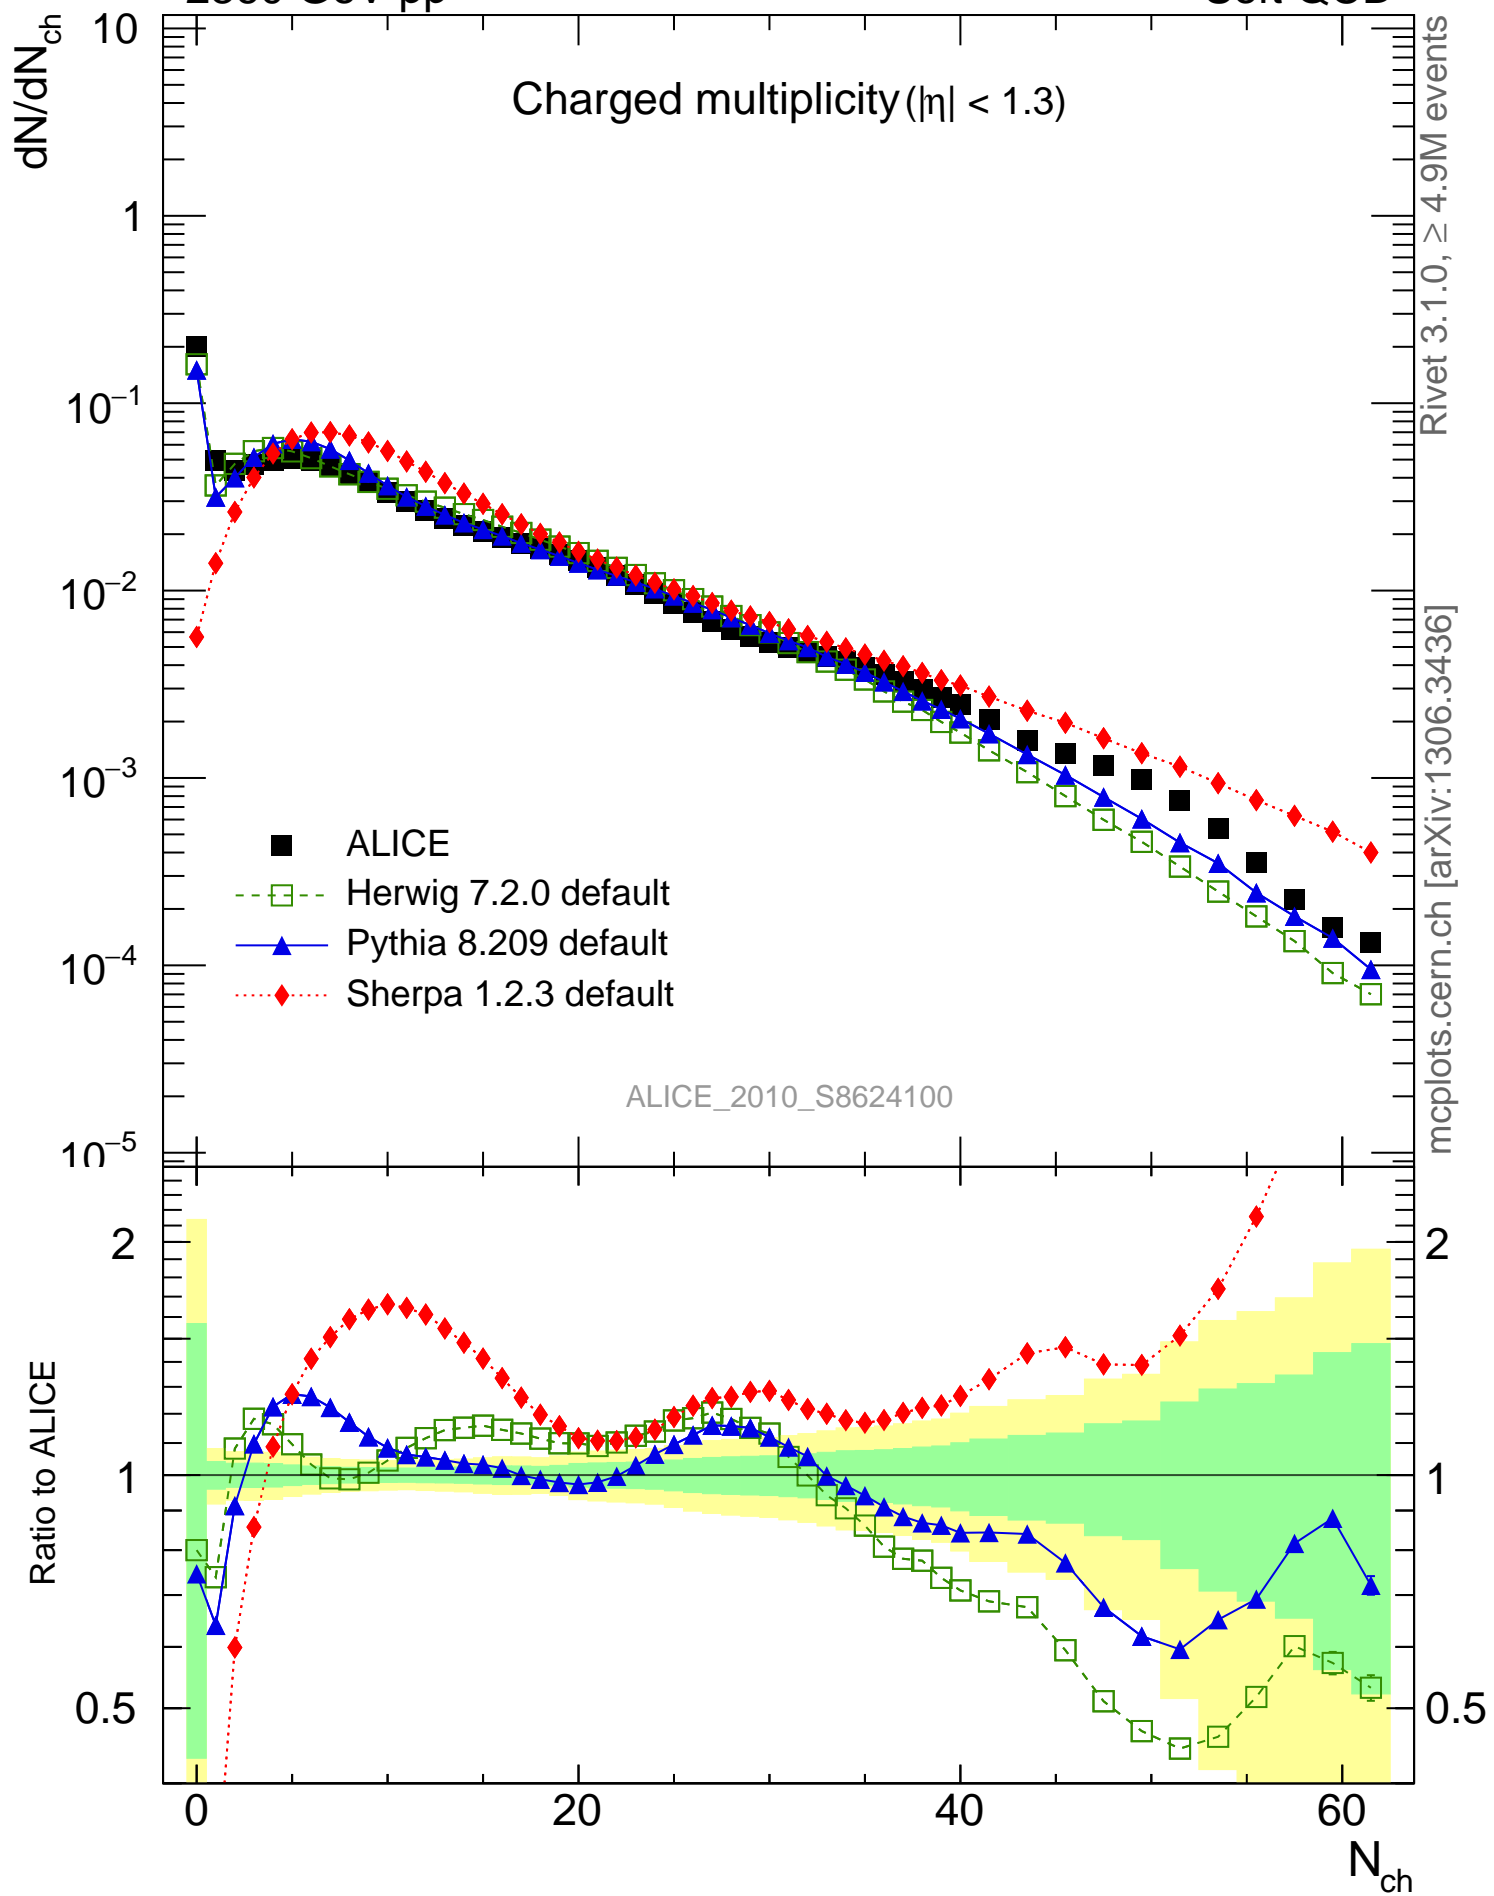 dN/dN_ch
Charged multiplicity (|η| < 1.3)
10
1
10⁻¹
10⁻²
10⁻³
10⁻⁴
10⁻⁵
ALICE
Herwig 7.2.0 default
Pythia 8.209 default
Sherpa 1.2.3 default
ALICE_2010_S8624100
Rivet 3.1.0, ≥ 4.9M events
mcplots.cern.ch [arXiv:1306.3436]
Ratio to ALICE
2
1
0.5
2
1
0.5
0 20 40 60
N_ch